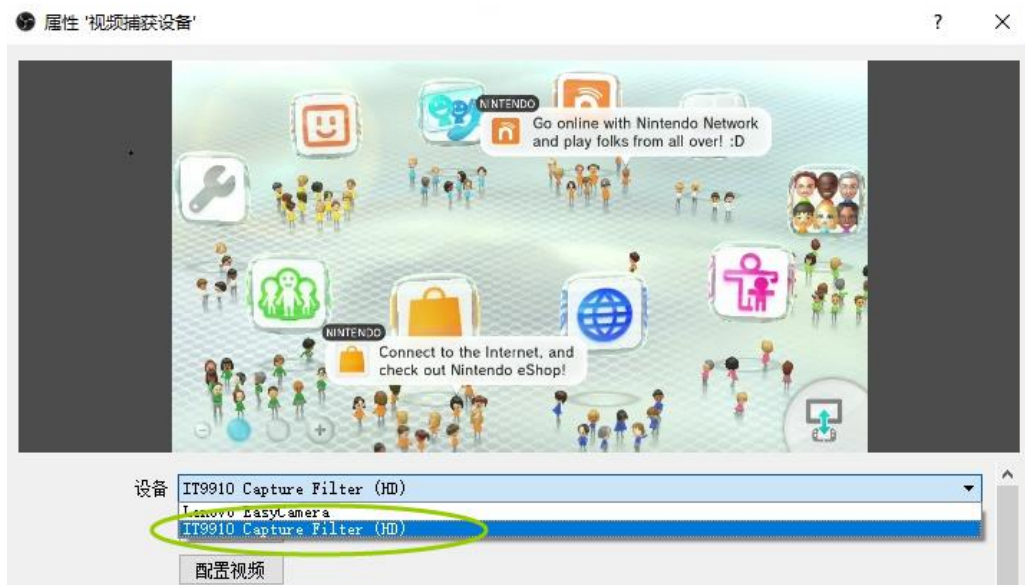 属性 '视频捕获设备'
?
NINTENDO
Go online with Nintendo Network
and play folks from all over! :D
NINTENDO
Connect to the Internet, and
check out Nintendo eShop!
设备 IT9910 Capture Filter (HD)
Lenovo EasyCamera
IT9910 Capture Filter (HD)
配置视频